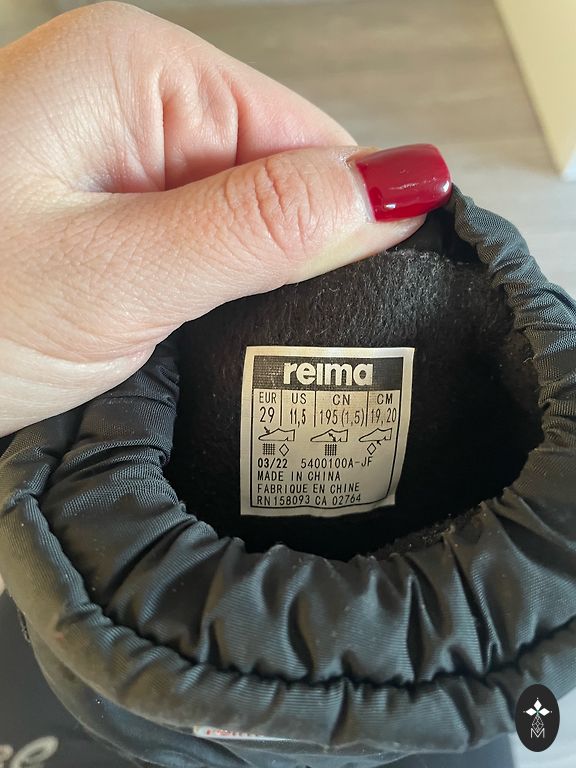 reima
EUR US CN CM
29 11,5 195(1,5) 19,20
03/22 5400100A-JF
MADE IN CHINA
FABRIQUE EN CHINE
RN 158093 CA 02764